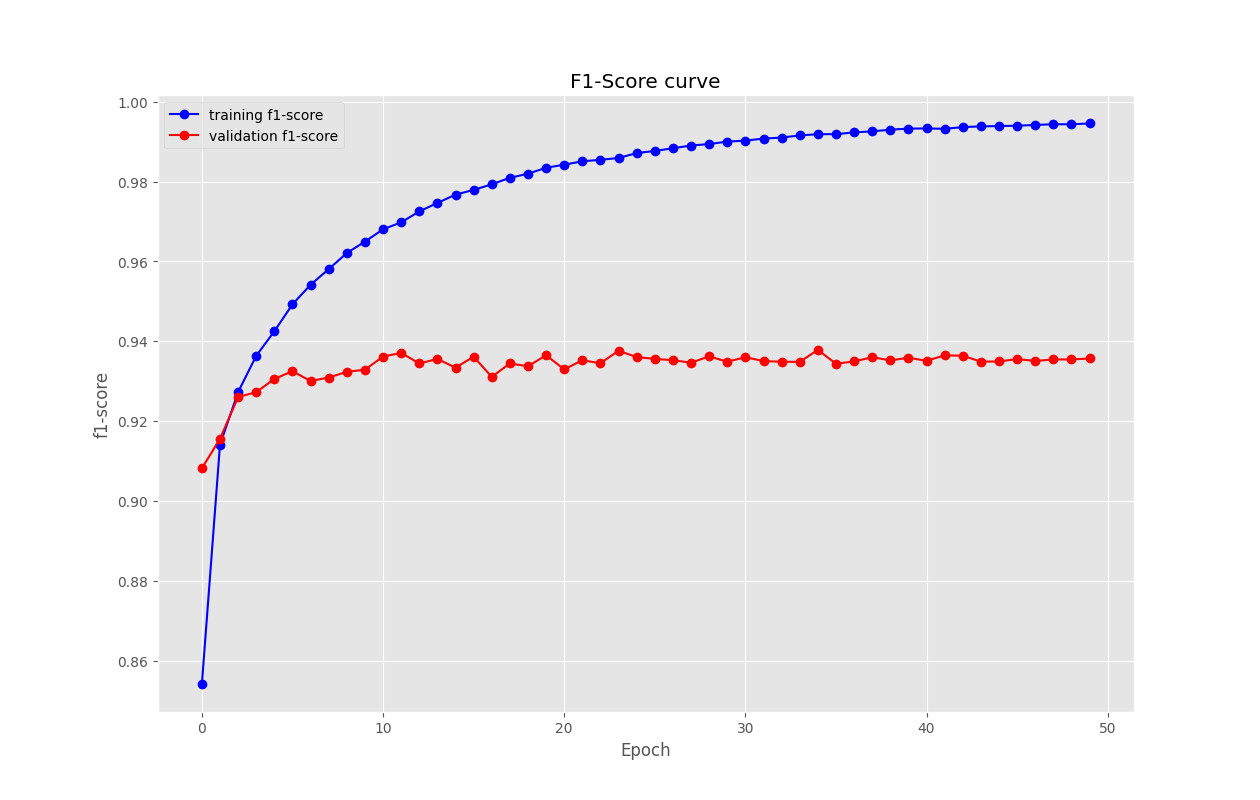 F1-Score curve
training f1-score
validation f1-score
1.00
0.98
0.96
0.94
0.92
0.90
0.88
0.86
f1-score
0 10 20 30 40 50
Epoch